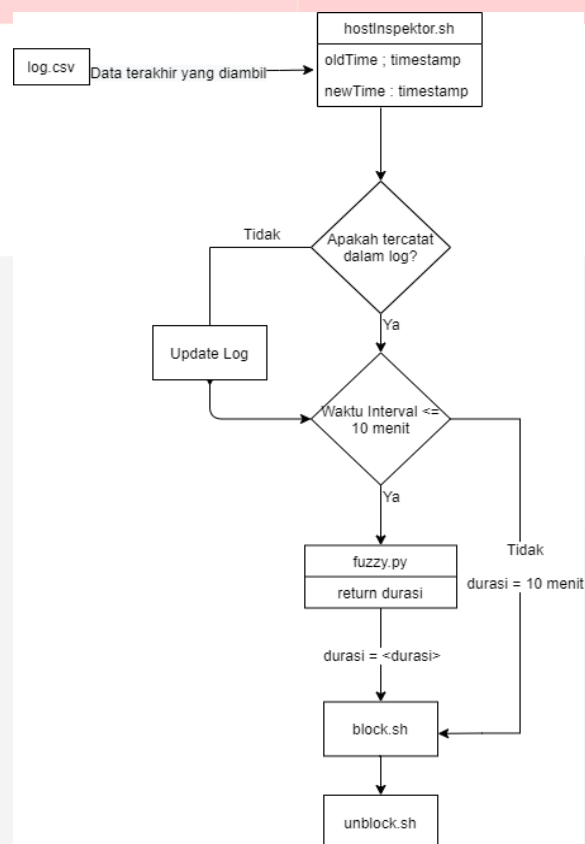 hostInspektor.sh
log.csv
Data terakhir yang diambil
oldTime ; timestamp
newTime : timestamp
Tidak
Apakah tercatat
dalam log?
Ya
Update Log
Waktu Interval <=
10 menit
Ya
Tidak
fuzzy.py
durasi = 10 menit
return durasi
durasi = <durasi>
block.sh
unblock.sh